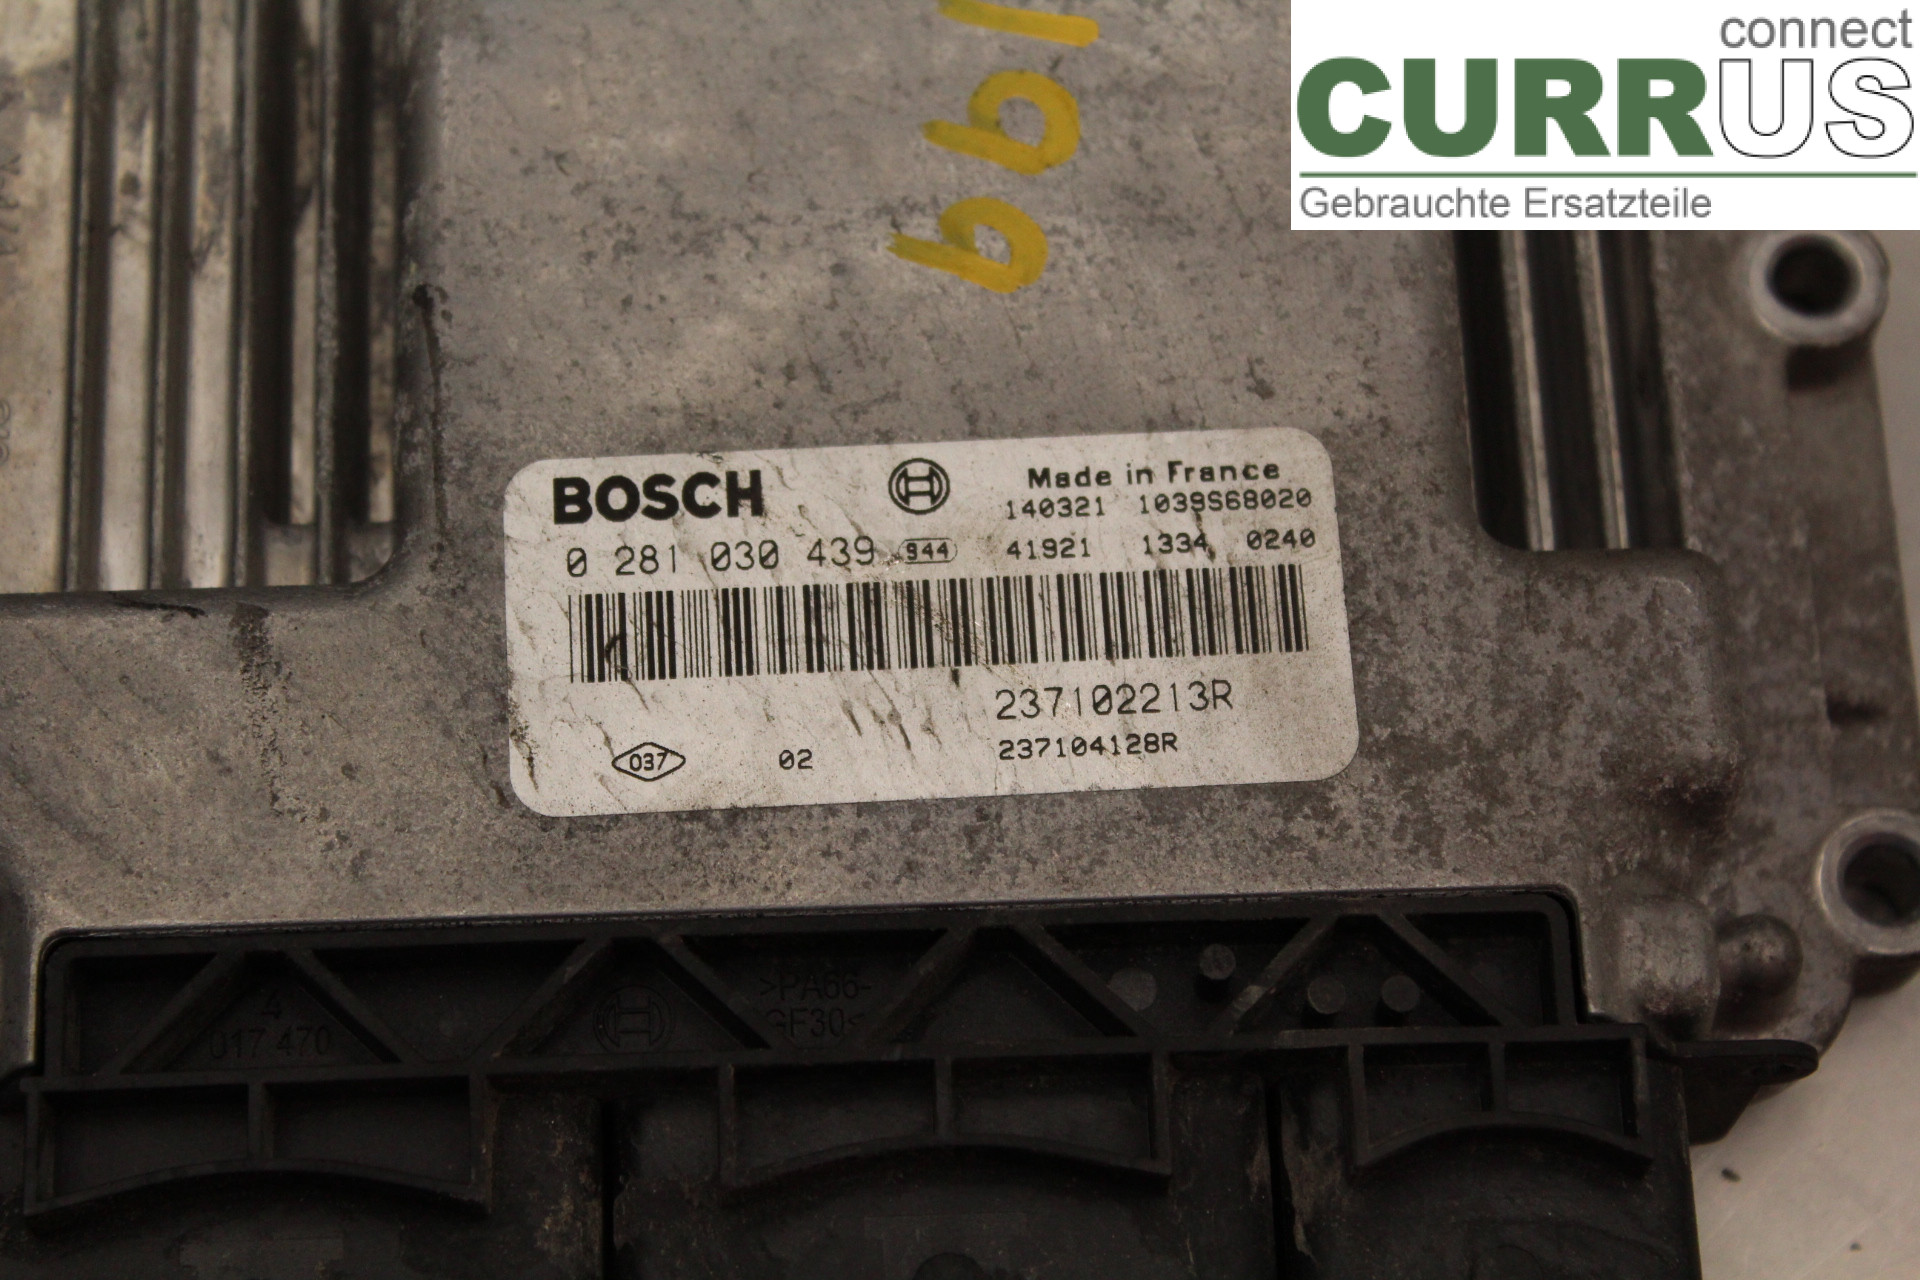 connect
CURRUS
Gebrauchte Ersatzteile
BOSCH
Made in France
140321 1039S68020
0 281 030 439 944 41921 1334 0240
237102213R
037 02 237104128R
>PA66-
GF30<
4
017 470